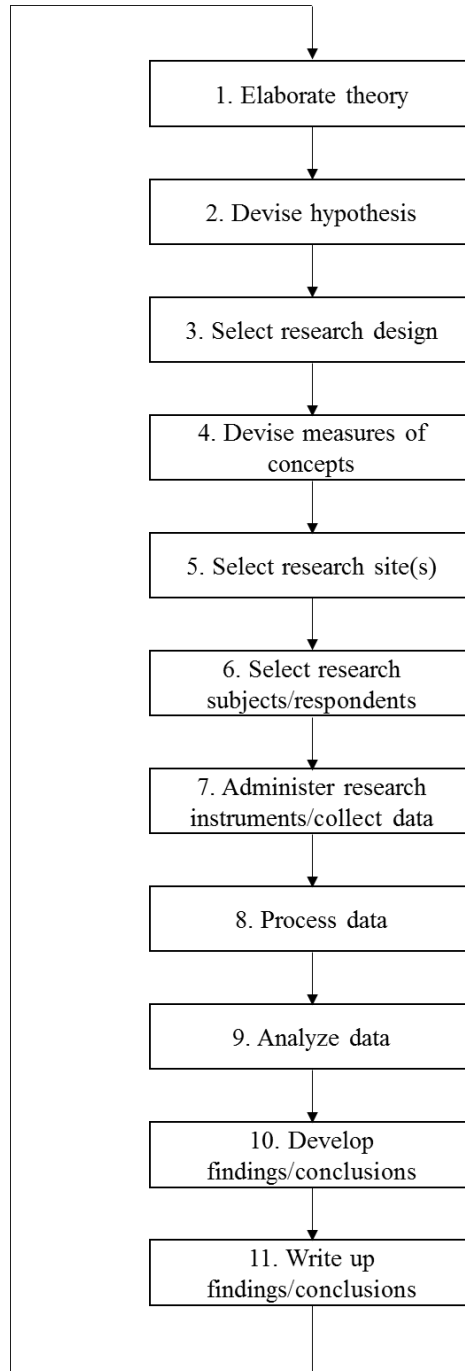 1. Elaborate theory
2. Devise hypothesis
3. Select research design
4. Devise measures of
concepts
5. Select research site(s)
6. Select research
subjects/respondents
7. Administer research
instruments/collect data
8. Process data
9. Analyze data
10. Develop
findings/conclusions
11. Write up
findings/conclusions